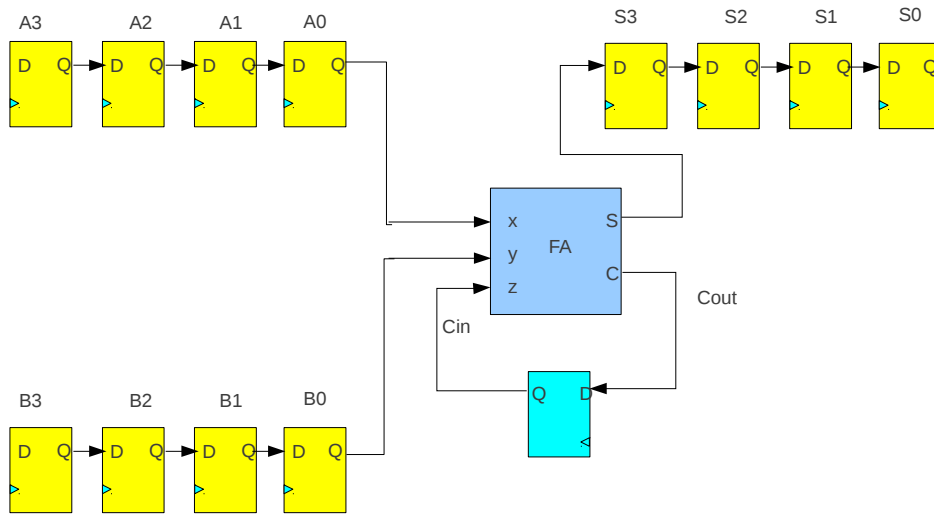 A3 A2 A1 A0
D Q D Q D Q D Q
S3 S2 S1 S0
D Q D Q D Q D Q
x S
FA
y
C
z
Cout
Cin
Q D
B3 B2 B1 B0
D Q D Q D Q D Q